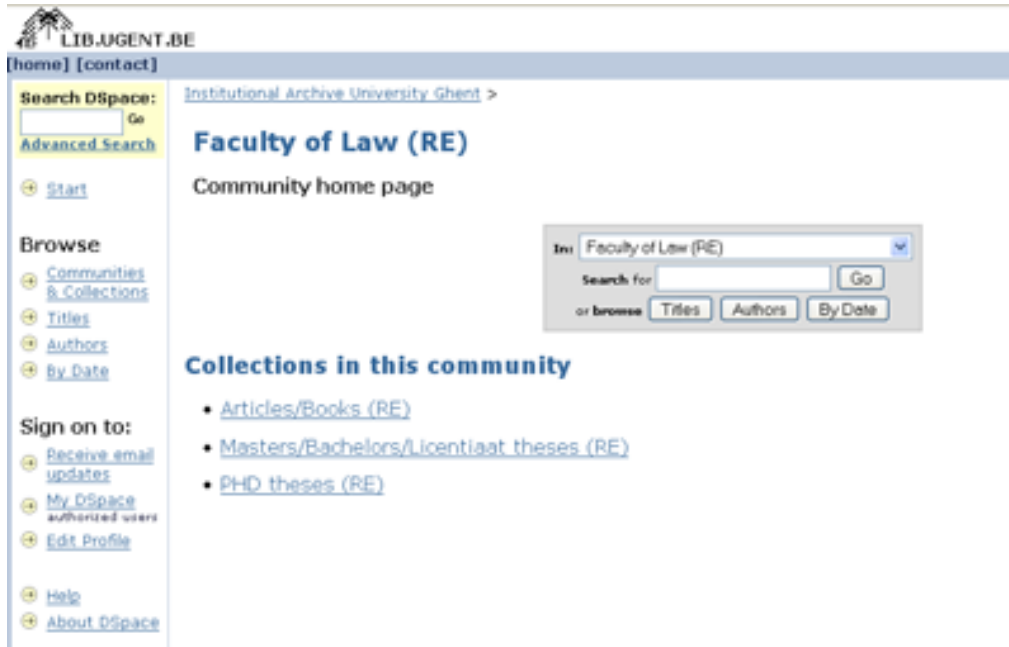 LIB.UGENT.BE
[home] [contact]
Search DSpace:
Go
Advanced Search
Start
Browse
Communities
& Collections
Titles
Authors
By Date
Sign on to:
Receive email
updates
My DSpace
authorized users
Edit Profile
Help
About DSpace
Institutional Archive University Ghent >
Faculty of Law (RE)
Community home page
In: Faculty of Law (RE)
Search for Go
or browse Titles Authors By Date
Collections in this community
• Articles/Books (RE)
• Masters/Bachelors/Licentiaat theses (RE)
• PHD theses (RE)